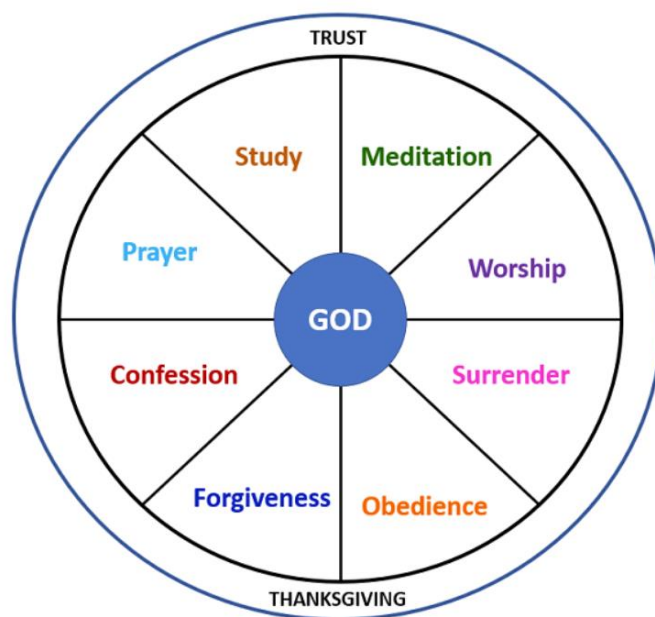 TRUST
Study
Meditation
Prayer
Worship
GOD
Confession
Surrender
Forgiveness
Obedience
THANKSGIVING